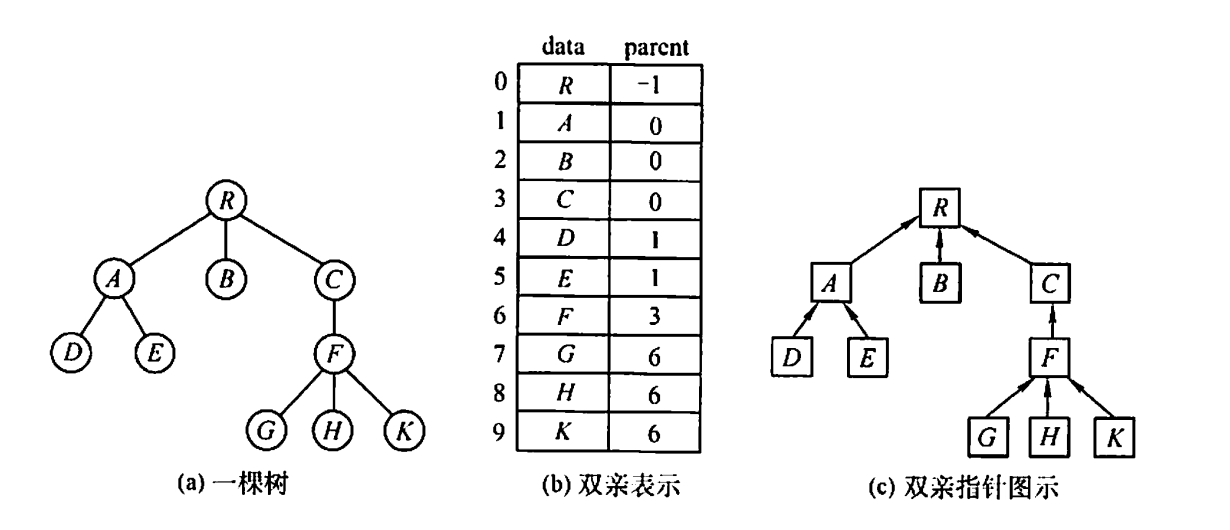 data parent
0 R -1
1 A 0
2 B 0
3 C 0
4 D 1
5 E 1
6 F 3
7 G 6
8 H 6
9 K 6
R
A B C
D E F
G H K
R
A B C
D E F
G H K
(a) 一棵树
(b) 双亲表示
(c) 双亲指针图示